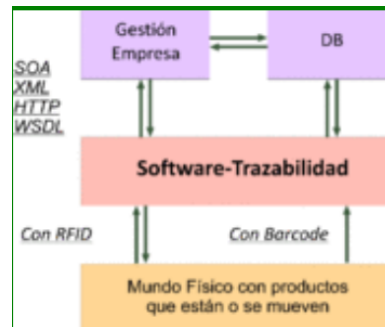 Gestión
Empresa
DB
SOA
XML
HTTP
WSDL
Software-Trazabilidad
Con RFID
Con Barcode
Mundo Físico con productos
que están o se mueven